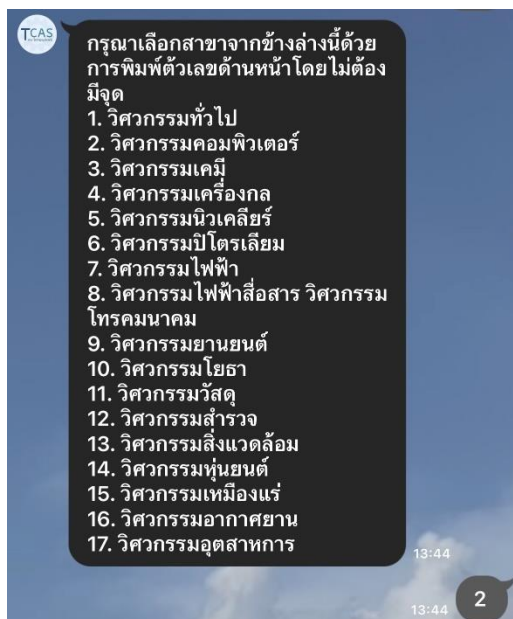 TCAS
กรุณาเลือกสาขาจากข้างล่างนี้ด้วย
การพิมพ์ตัวเลขด้านหน้าโดยไม่ต้อง
มีจุด
1. วิศวกรรมทั่วไป
2. วิศวกรรมคอมพิวเตอร์
3. วิศวกรรมเคมี
4. วิศวกรรมเครื่องกล
5. วิศวกรรมนิวเคลียร์
6. วิศวกรรมปิโตรเลียม
7. วิศวกรรมไฟฟ้า
8. วิศวกรรมไฟฟ้าสื่อสาร วิศวกรรม
โทรคมนาคม
9. วิศวกรรมยานยนต์
10. วิศวกรรมโยธา
11. วิศวกรรมวัสดุ
12. วิศวกรรมสำรวจ
13. วิศวกรรมสิ่งแวดล้อม
14. วิศวกรรมหุ่นยนต์
15. วิศวกรรมเหมืองแร่
16. วิศวกรรมอากาศยาน
17. วิศวกรรมอุตสาหการ
13:44
2
13:44